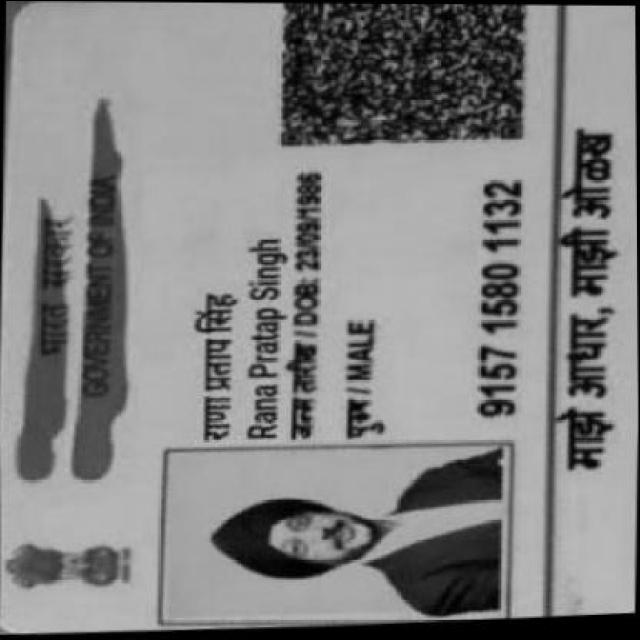 भारत सरकार
GOVERNMENT OF INDIA
राणा प्रताप सिंह
Rana Pratap Singh
जन्म तारीख / DOB: 23/09/1986
पुरुष / MALE
9157 1580 1132
माझे आधार, माझी ओळख